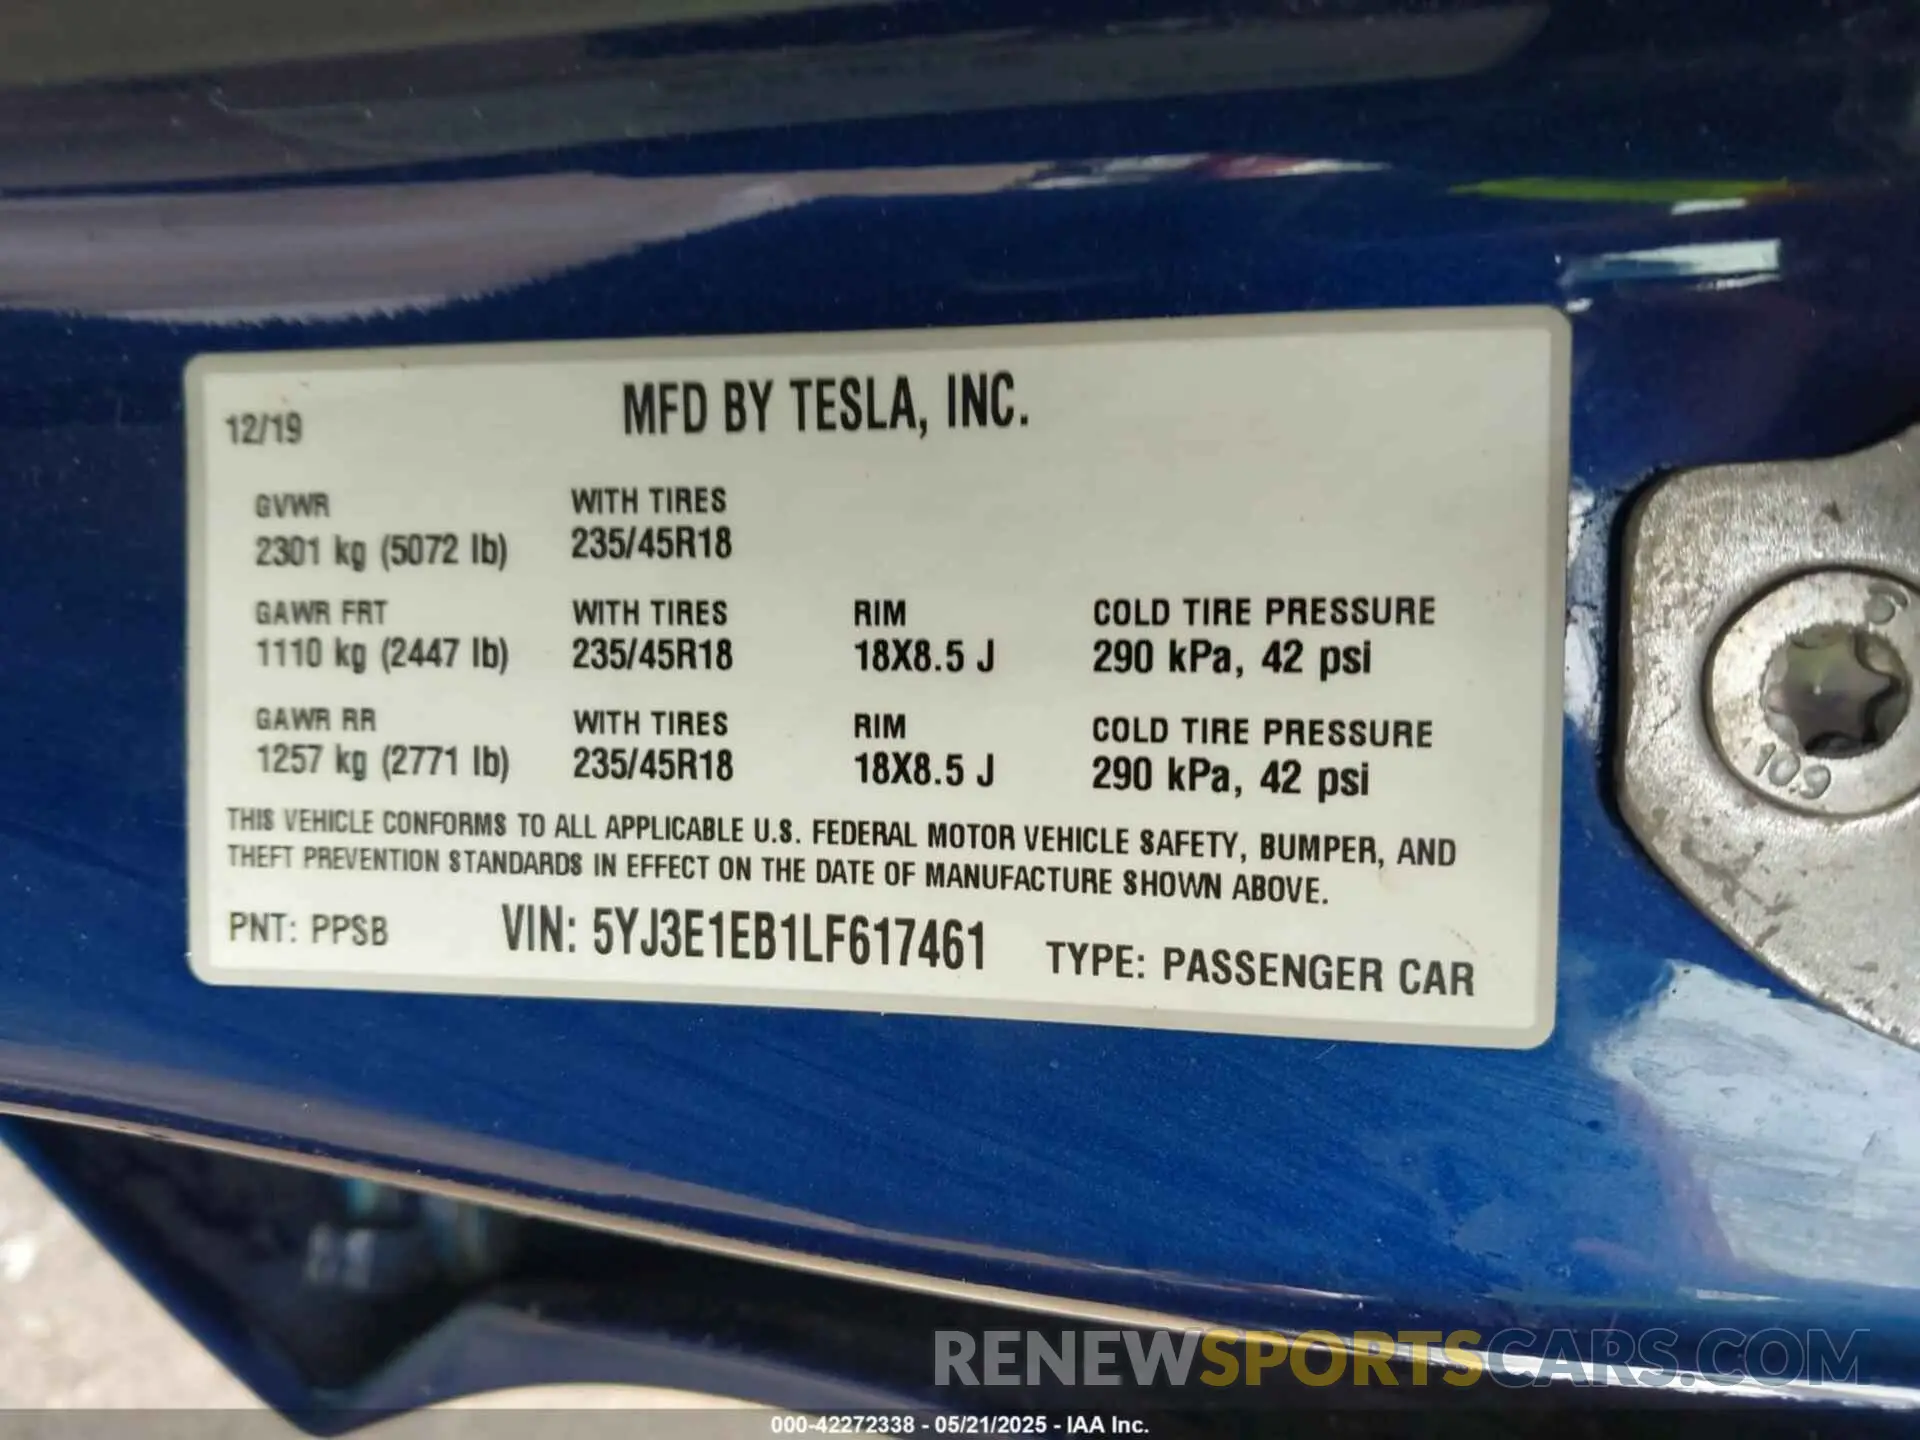 12/19 MFD BY TESLA, INC.
GVWR WITH TIRES
2301 kg (5072 lb) 235/45R18
GAWR FRT WITH TIRES RIM COLD TIRE PRESSURE
1110 kg (2447 lb) 235/45R18 18X8.5 J 290 kPa, 42 psi
GAWR RR WITH TIRES RIM COLD TIRE PRESSURE
1257 kg (2771 lb) 235/45R18 18X8.5 J 290 kPa, 42 psi
THIS VEHICLE CONFORMS TO ALL APPLICABLE U.S. FEDERAL MOTOR VEHICLE SAFETY, BUMPER, AND
THEFT PREVENTION STANDARDS IN EFFECT ON THE DATE OF MANUFACTURE SHOWN ABOVE.
PNT: PPSB VIN: 5YJ3E1EB1LF617461 TYPE: PASSENGER CAR
10.9
RENEWSPORTSCARS.COM
000-42272338 - 05/21/2025 - IAA Inc.